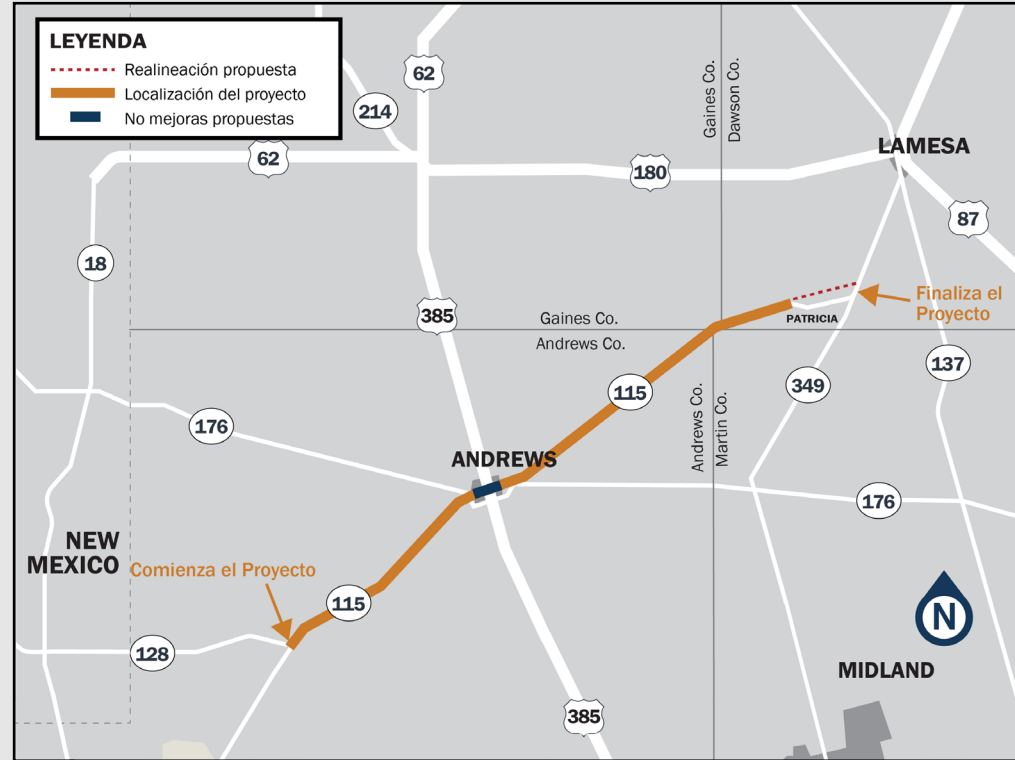 LEYENDA
Realineación propuesta
Localización del proyecto
No mejoras propuestas
62
214
62
180
Gaines Co.
Dawson Co.
LAMESA
87
18
385
Gaines Co.
Andrews Co.
Finaliza el
Proyecto
PATRICIA
115
349
137
176
Andrews Co.
Martin Co.
ANDREWS
176
NEW
MEXICO
Comienza el Proyecto
115
128
N
MIDLAND
385